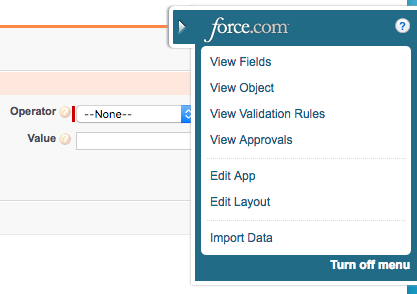 force.com
?
View Fields
View Object
View Validation Rules
View Approvals
Edit App
Edit Layout
Import Data
Turn off menu
Operator ? --None--
Value ?